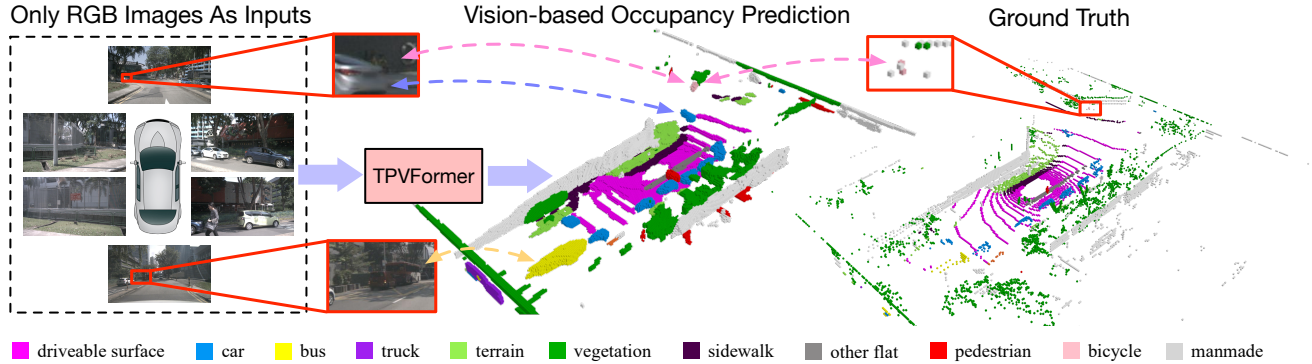 Only RGB Images As Inputs
Vision-based Occupancy Prediction
Ground Truth
TPVFormer
driveable surface
car
bus
truck
terrain
vegetation
sidewalk
other flat
pedestrian
bicycle
manmade